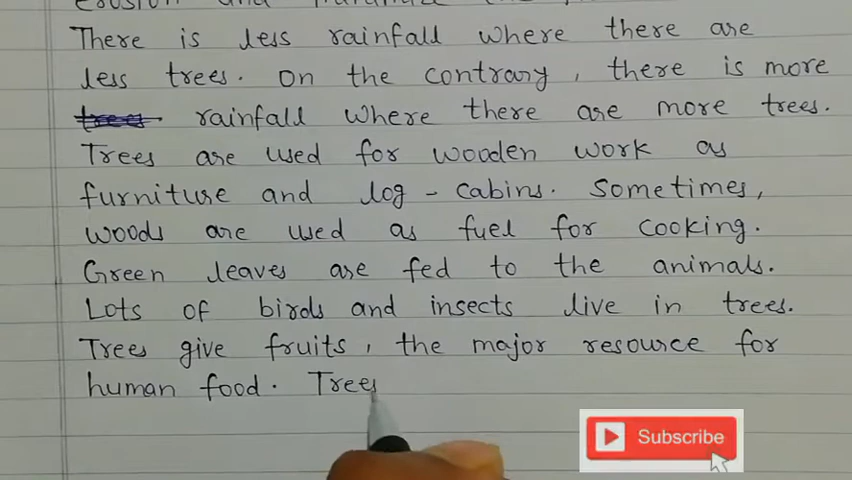 erosion and
There is less rainfall where there are
less trees. On the contrary, there is more
trees rainfall where there are more trees.
Trees are used for wooden work as
furniture and log - cabins. Sometimes,
woods are used as fuel for cooking.
Green leaves are fed to the animals.
Lots of birds and insects live in trees.
Trees give fruits, the major resource for
human food. Trees
Subscribe